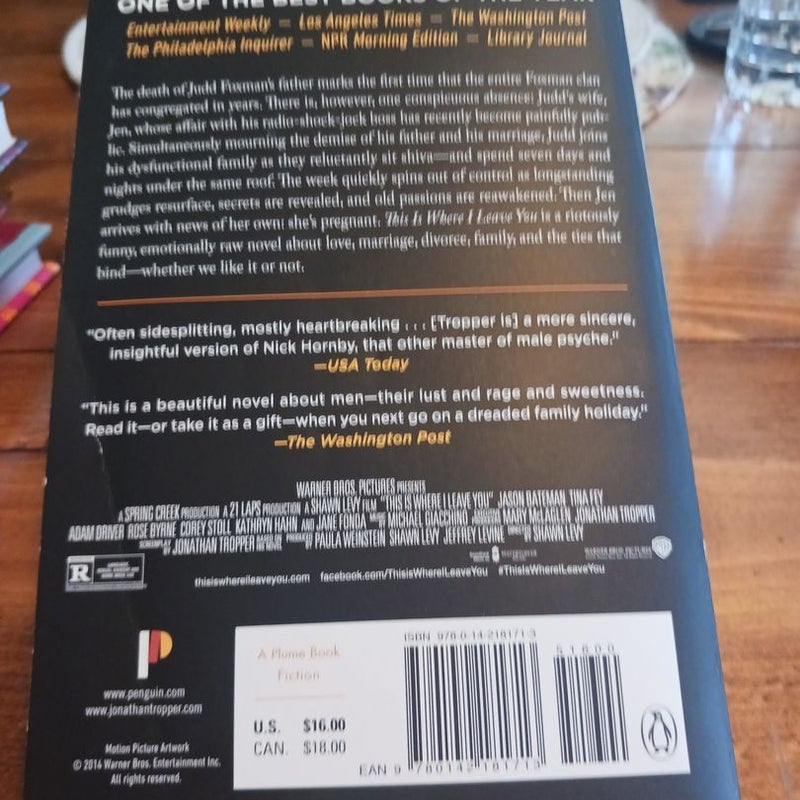 ONE OF THE BEST BOOKS OF THE YEAR
Entertainment Weekly = Los Angeles Times = The Washington Post
The Philadelphia Inquirer = NPR Morning Edition = Library Journal
The death of Judd Foxman's father marks the first time that the entire Foxman clan
has congregated in years. There is, however, one conspicuous absence: Judd's wife,
Jen, whose affair with his radio-shock-jock boss has recently become painfully pub-
lic. Simultaneously mourning the demise of his father and his marriage, Judd joins
his dysfunctional family as they reluctantly sit shiva—and spend seven days and
nights under the same roof. The week quickly spins out of control as longstanding
grudges resurface, secrets are revealed, and old passions are reawakened. Then Jen
arrives with news of her own: she's pregnant. This Is Where I Leave You is a riotously
funny, emotionally raw novel about love, marriage, divorce, family, and the ties that
bind—whether we like it or not.
"Often sidesplitting, mostly heartbreaking . . . [Tropper is] a more sincere,
insightful version of Nick Hornby, that other master of male psyche."
—USA Today
"This is a beautiful novel about men—their lust and rage and sweetness.
Read it—or take it as a gift—when you next go on a dreaded family holiday."
—The Washington Post
WARNER BROS. PICTURES PRESENTS
A SPRING CREEK PRODUCTION A 21 LAPS PRODUCTION A SHAWN LEVY FILM "THIS IS WHERE I LEAVE YOU" JASON BATEMAN TINA FEY
ADAM DRIVER ROSE BYRNE COREY STOLL KATHRYN HAHN AND JANE FONDA MICHAEL GIACCHINO MARY McLAGLEN JONATHAN TROPPER
SCREENPLAY BY JONATHAN TROPPER PRODUCED BY PAULA WEINSTEIN SHAWN LEVY JEFFREY LEVINE DIRECTED BY SHAWN LEVY
R
thisiswhereileaveyou.com facebook.com/ThisisWhereILeaveYou #ThisIsWhereILeaveYou
www.penguin.com
www.jonathantropper.com
Motion Picture Artwork
© 2014 Warner Bros. Entertainment Inc.
All rights reserved.
A Plume Book
Fiction
U.S. $16.00
CAN. $18.00
ISBN 978-0-14-218171-3
51600
EAN 9 780142 181713